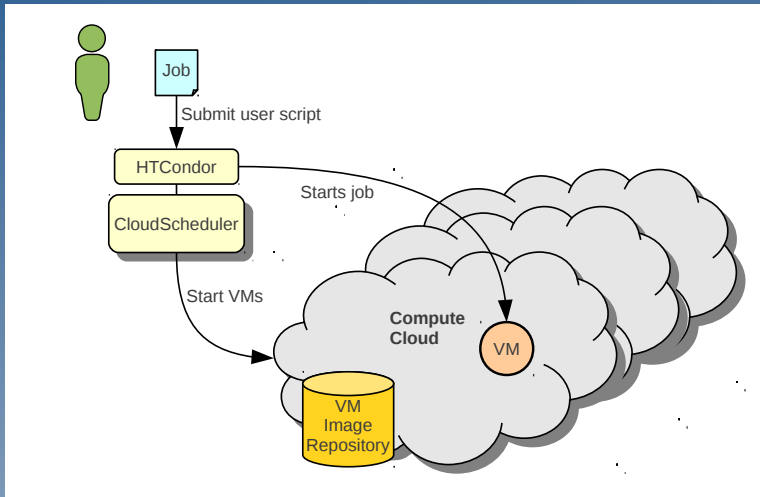 Job
Submit user script
HTCondor
Starts job
CloudScheduler
Start VMs
Compute
Cloud
VM
VM
Image
Repository